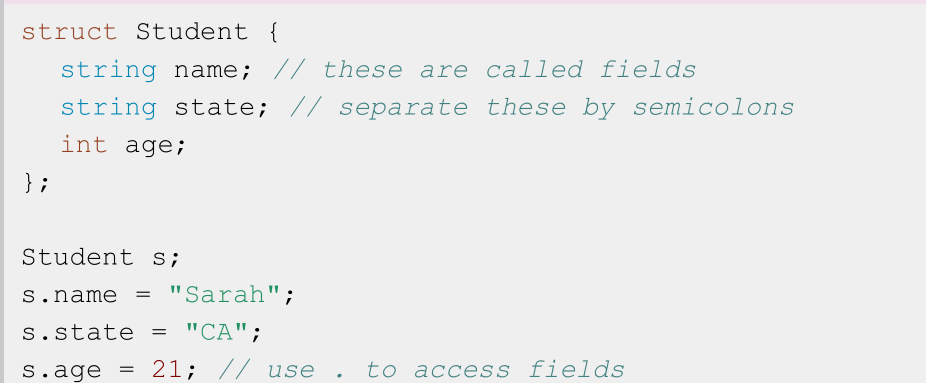 struct Student {
string name; // these are called fields
string state; // separate these by semicolons
int age;
};
Student s;
s.name = "Sarah";
s.state = "CA";
s.age = 21; // use . to access fields